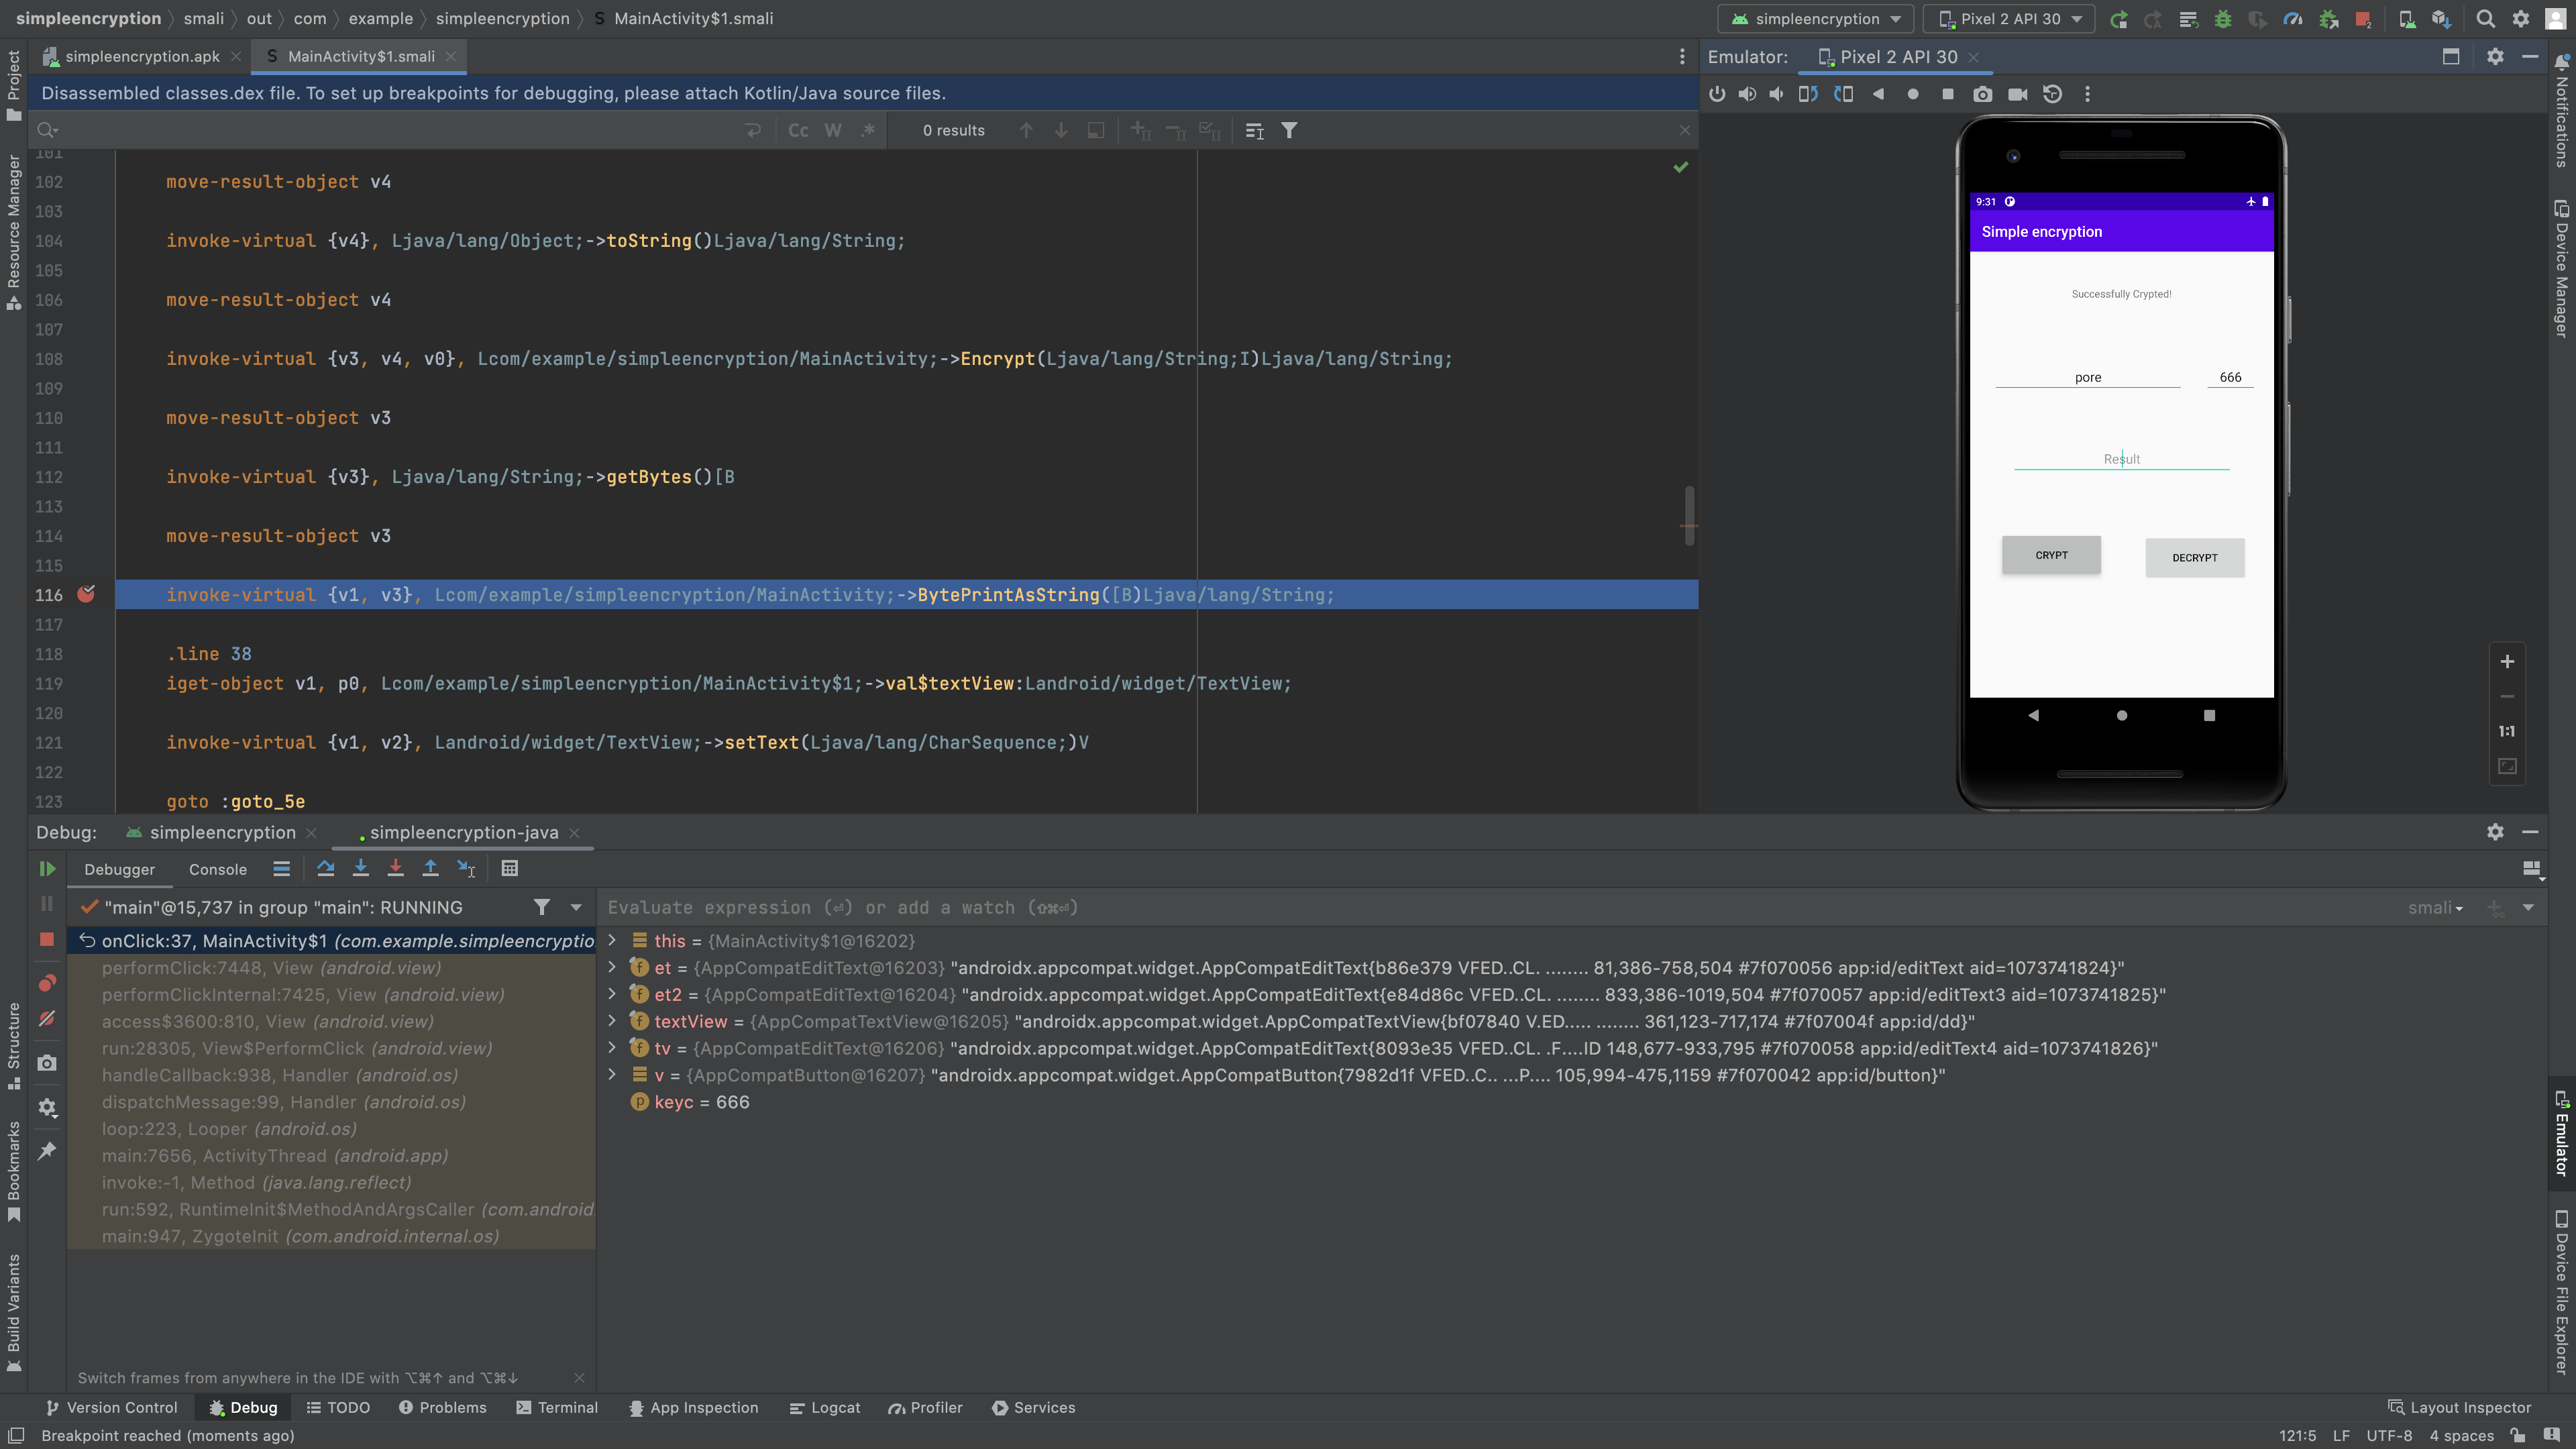 simpleencryption 〉 smali 〉 out 〉 com 〉 example 〉 simpleencryption 〉 S MainActivity$1.smali
simpleencryption
Pixel 2 API 30
simpleencryption.apk
S MainActivity$1.smali
Emulator:
Pixel 2 API 30
Disassembled classes.dex file. To set up breakpoints for debugging, please attach Kotlin/Java source files.
Cc W .* 0 results
101
102 move-result-object v4
103
104 invoke-virtual {v4}, Ljava/lang/Object;->toString()Ljava/lang/String;
105
106 move-result-object v4
107
108 invoke-virtual {v3, v4, v0}, Lcom/example/simpleencryption/MainActivity;->Encrypt(Ljava/lang/String;I)Ljava/lang/String;
109
110 move-result-object v3
111
112 invoke-virtual {v3}, Ljava/lang/String;->getBytes()[B
113
114 move-result-object v3
115
116 invoke-virtual {v1, v3}, Lcom/example/simpleencryption/MainActivity;->BytePrintAsString([B)Ljava/lang/String;
117
118 .line 38
119 iget-object v1, p0, Lcom/example/simpleencryption/MainActivity$1;->val$textView:Landroid/widget/TextView;
120
121 invoke-virtual {v1, v2}, Landroid/widget/TextView;->setText(Ljava/lang/CharSequence;)V
122
123 goto :goto_5e
9:31
Simple encryption
Successfully Crypted!
pore
666
Result
CRYPT
DECRYPT
1:1
Project
Resource Manager
Structure
Bookmarks
Build Variants
Notifications
Device Manager
Emulator
Device File Explorer
Debug:
simpleencryption
simpleencryption-java
Debugger
Console
"main"@15,737 in group "main": RUNNING
Evaluate expression (⏎) or add a watch (⇧⌘⏎)
smali
onClick:37, MainActivity$1 (com.example.simpleencryptio
performClick:7448, View (android.view)
performClickInternal:7425, View (android.view)
access$3600:810, View (android.view)
run:28305, View$PerformClick (android.view)
handleCallback:938, Handler (android.os)
dispatchMessage:99, Handler (android.os)
loop:223, Looper (android.os)
main:7656, ActivityThread (android.app)
invoke:-1, Method (java.lang.reflect)
run:592, RuntimeInit$MethodAndArgsCaller (com.android.
main:947, ZygoteInit (com.android.internal.os)
this = {MainActivity$1@16202}
f et = {AppCompatEditText@16203} "androidx.appcompat.widget.AppCompatEditText{b86e379 VFED..CL. ........ 81,386-758,504 #7f070056 app:id/editText aid=1073741824}"
f et2 = {AppCompatEditText@16204} "androidx.appcompat.widget.AppCompatEditText{e84d86c VFED..CL. ........ 833,386-1019,504 #7f070057 app:id/editText3 aid=1073741825}"
f textView = {AppCompatTextView@16205} "androidx.appcompat.widget.AppCompatTextView{bf07840 V.ED..... ........ 361,123-717,174 #7f07004f app:id/dd}"
f tv = {AppCompatEditText@16206} "androidx.appcompat.widget.AppCompatEditText{8093e35 VFED..CL. .F....ID 148,677-933,795 #7f070058 app:id/editText4 aid=1073741826}"
v = {AppCompatButton@16207} "androidx.appcompat.widget.AppCompatButton{7982d1f VFED..C.. ...P.... 105,994-475,1159 #7f070042 app:id/button}"
p keyc = 666
Switch frames from anywhere in the IDE with ⌥⌘↑ and ⌥⌘↓
Version Control
Debug
TODO
Problems
Terminal
App Inspection
Logcat
Profiler
Services
Layout Inspector
Breakpoint reached (moments ago)
121:5 LF UTF-8 4 spaces